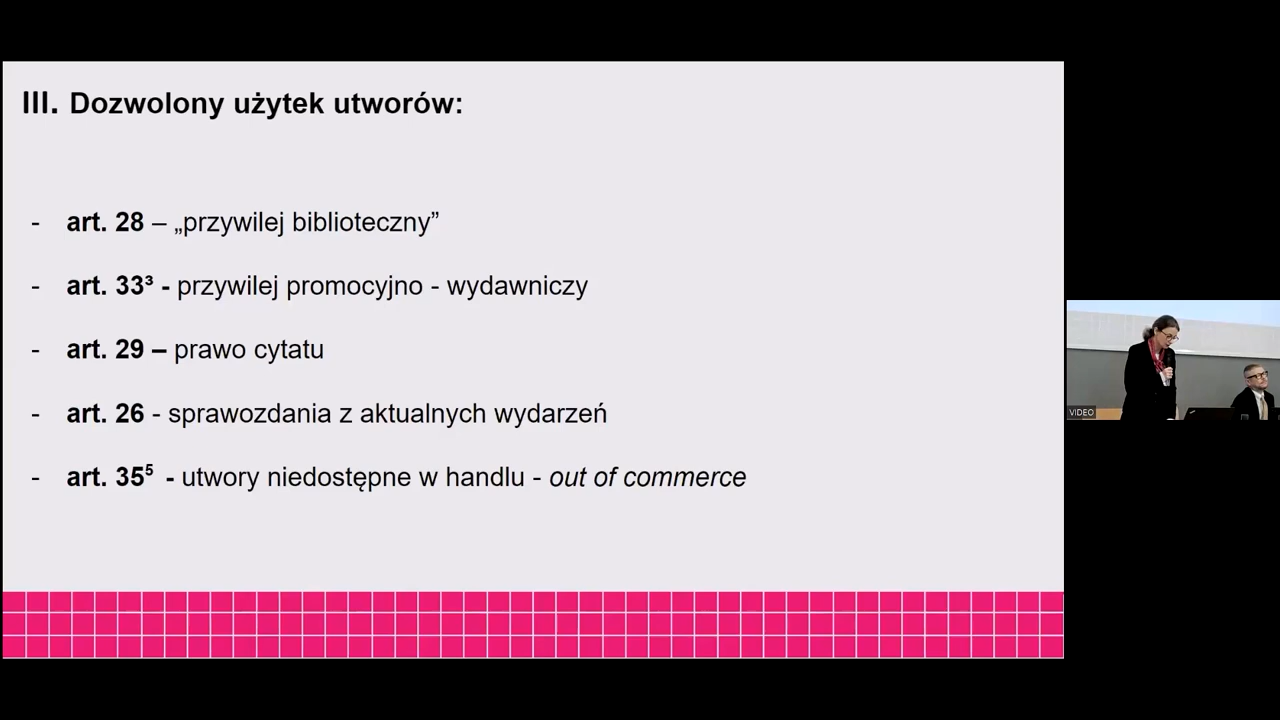 III. Dozwolony użytek utworów:
- art. 28 – „przywilej biblioteczny”
- art. 33³ - przywilej promocyjno - wydawniczy
- art. 29 – prawo cytatu
- art. 26 - sprawozdania z aktualnych wydarzeń
- art. 35⁵ - utwory niedostępne w handlu - out of commerce
VIDEO